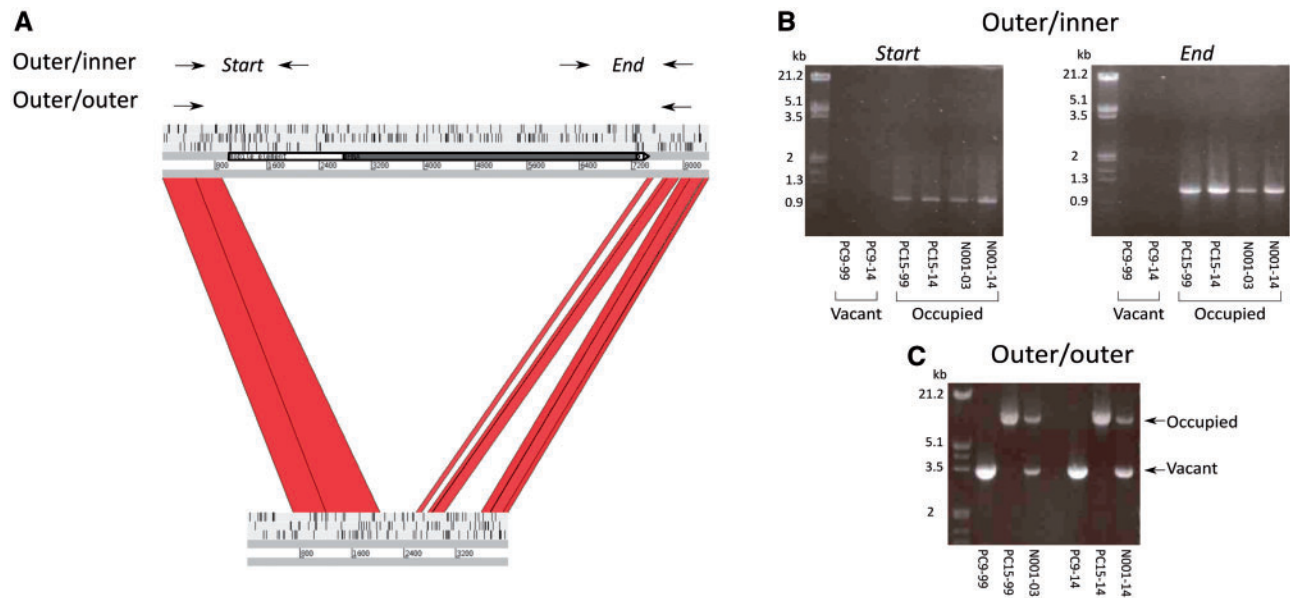 A
Outer/inner
Start
End
Outer/outer
800
1600
2400
3200
4000
4800
5600
6400
7200
8000
800
1600
2400
3200
B
Outer/inner
kb
Start
21.2
5.1
3.5
2
1.3
0.9
PC9-99
PC9-14
PC15-99
PC15-14
N001-03
N001-14
Vacant
Occupied
End
21.2
5.1
3.5
2
1.3
0.9
PC9-99
PC9-14
PC15-99
PC15-14
N001-03
N001-14
Vacant
Occupied
C
Outer/outer
kb
21.2
5.1
3.5
2
Occupied
Vacant
PC9-99
PC15-99
N001-03
PC9-14
PC15-14
N001-14